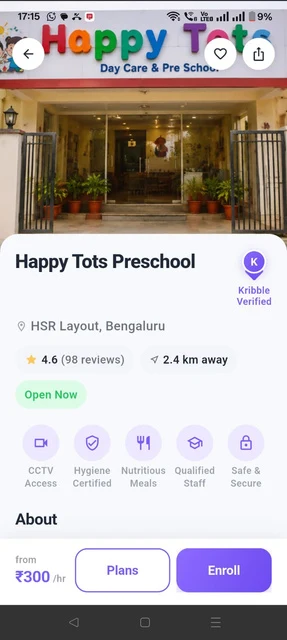 17:15
Vo
LTE
9%
Happy Tots
Day Care & Pre School
Happy Tots Preschool
K
Kribble
Verified
HSR Layout, Bengaluru
4.6 (98 reviews)
2.4 km away
Open Now
CCTV
Access
Hygiene
Certified
Nutritious
Meals
Qualified
Staff
Safe &
Secure
About
from
₹300 /hr
Plans
Enroll